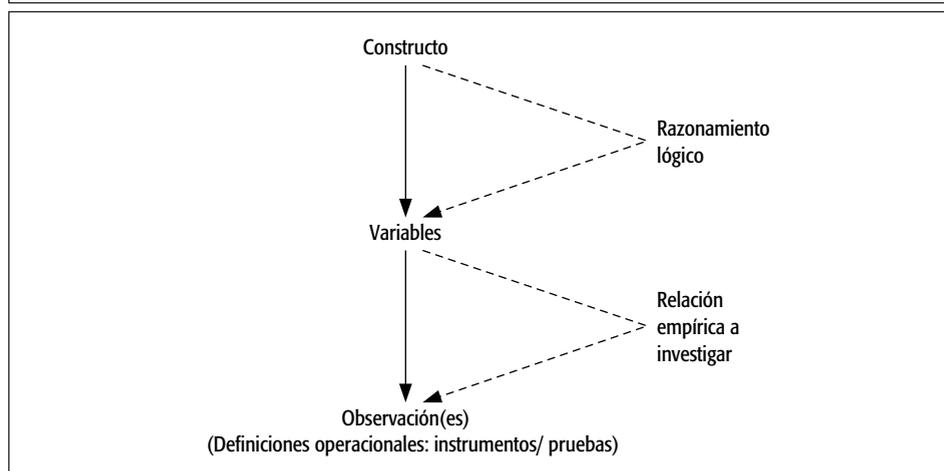 Constructo
Razonamiento
lógico
Variables
Relación
empírica a
investigar
Observación(es)
(Definiciones operacionales: instrumentos/ pruebas)